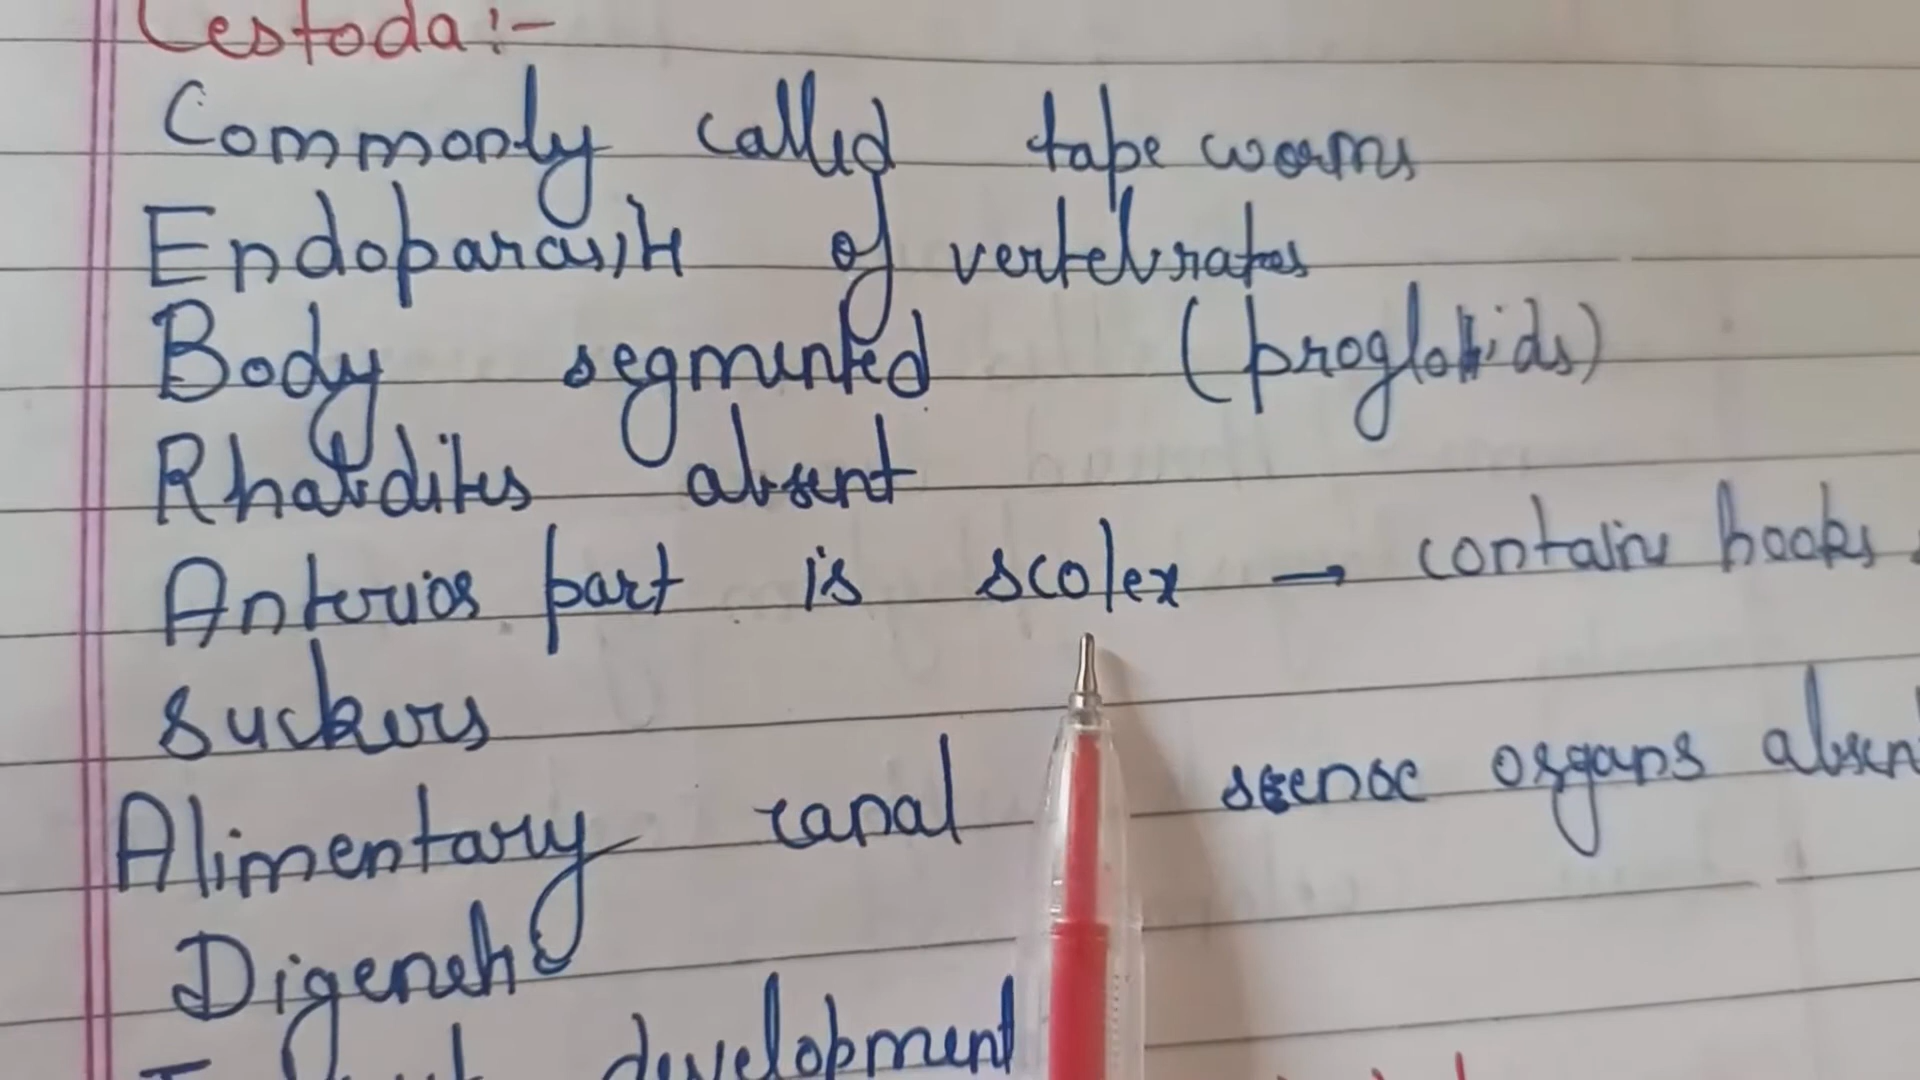 Cestoda:-
Commonly called tape worms
Endoparasite of vertebrates
Body segmented (proglottids)
Rhabdites absent
Anterior part is scolex → contains hooks
suckers
Alimentary canal sense organs absent
Digenetic
development